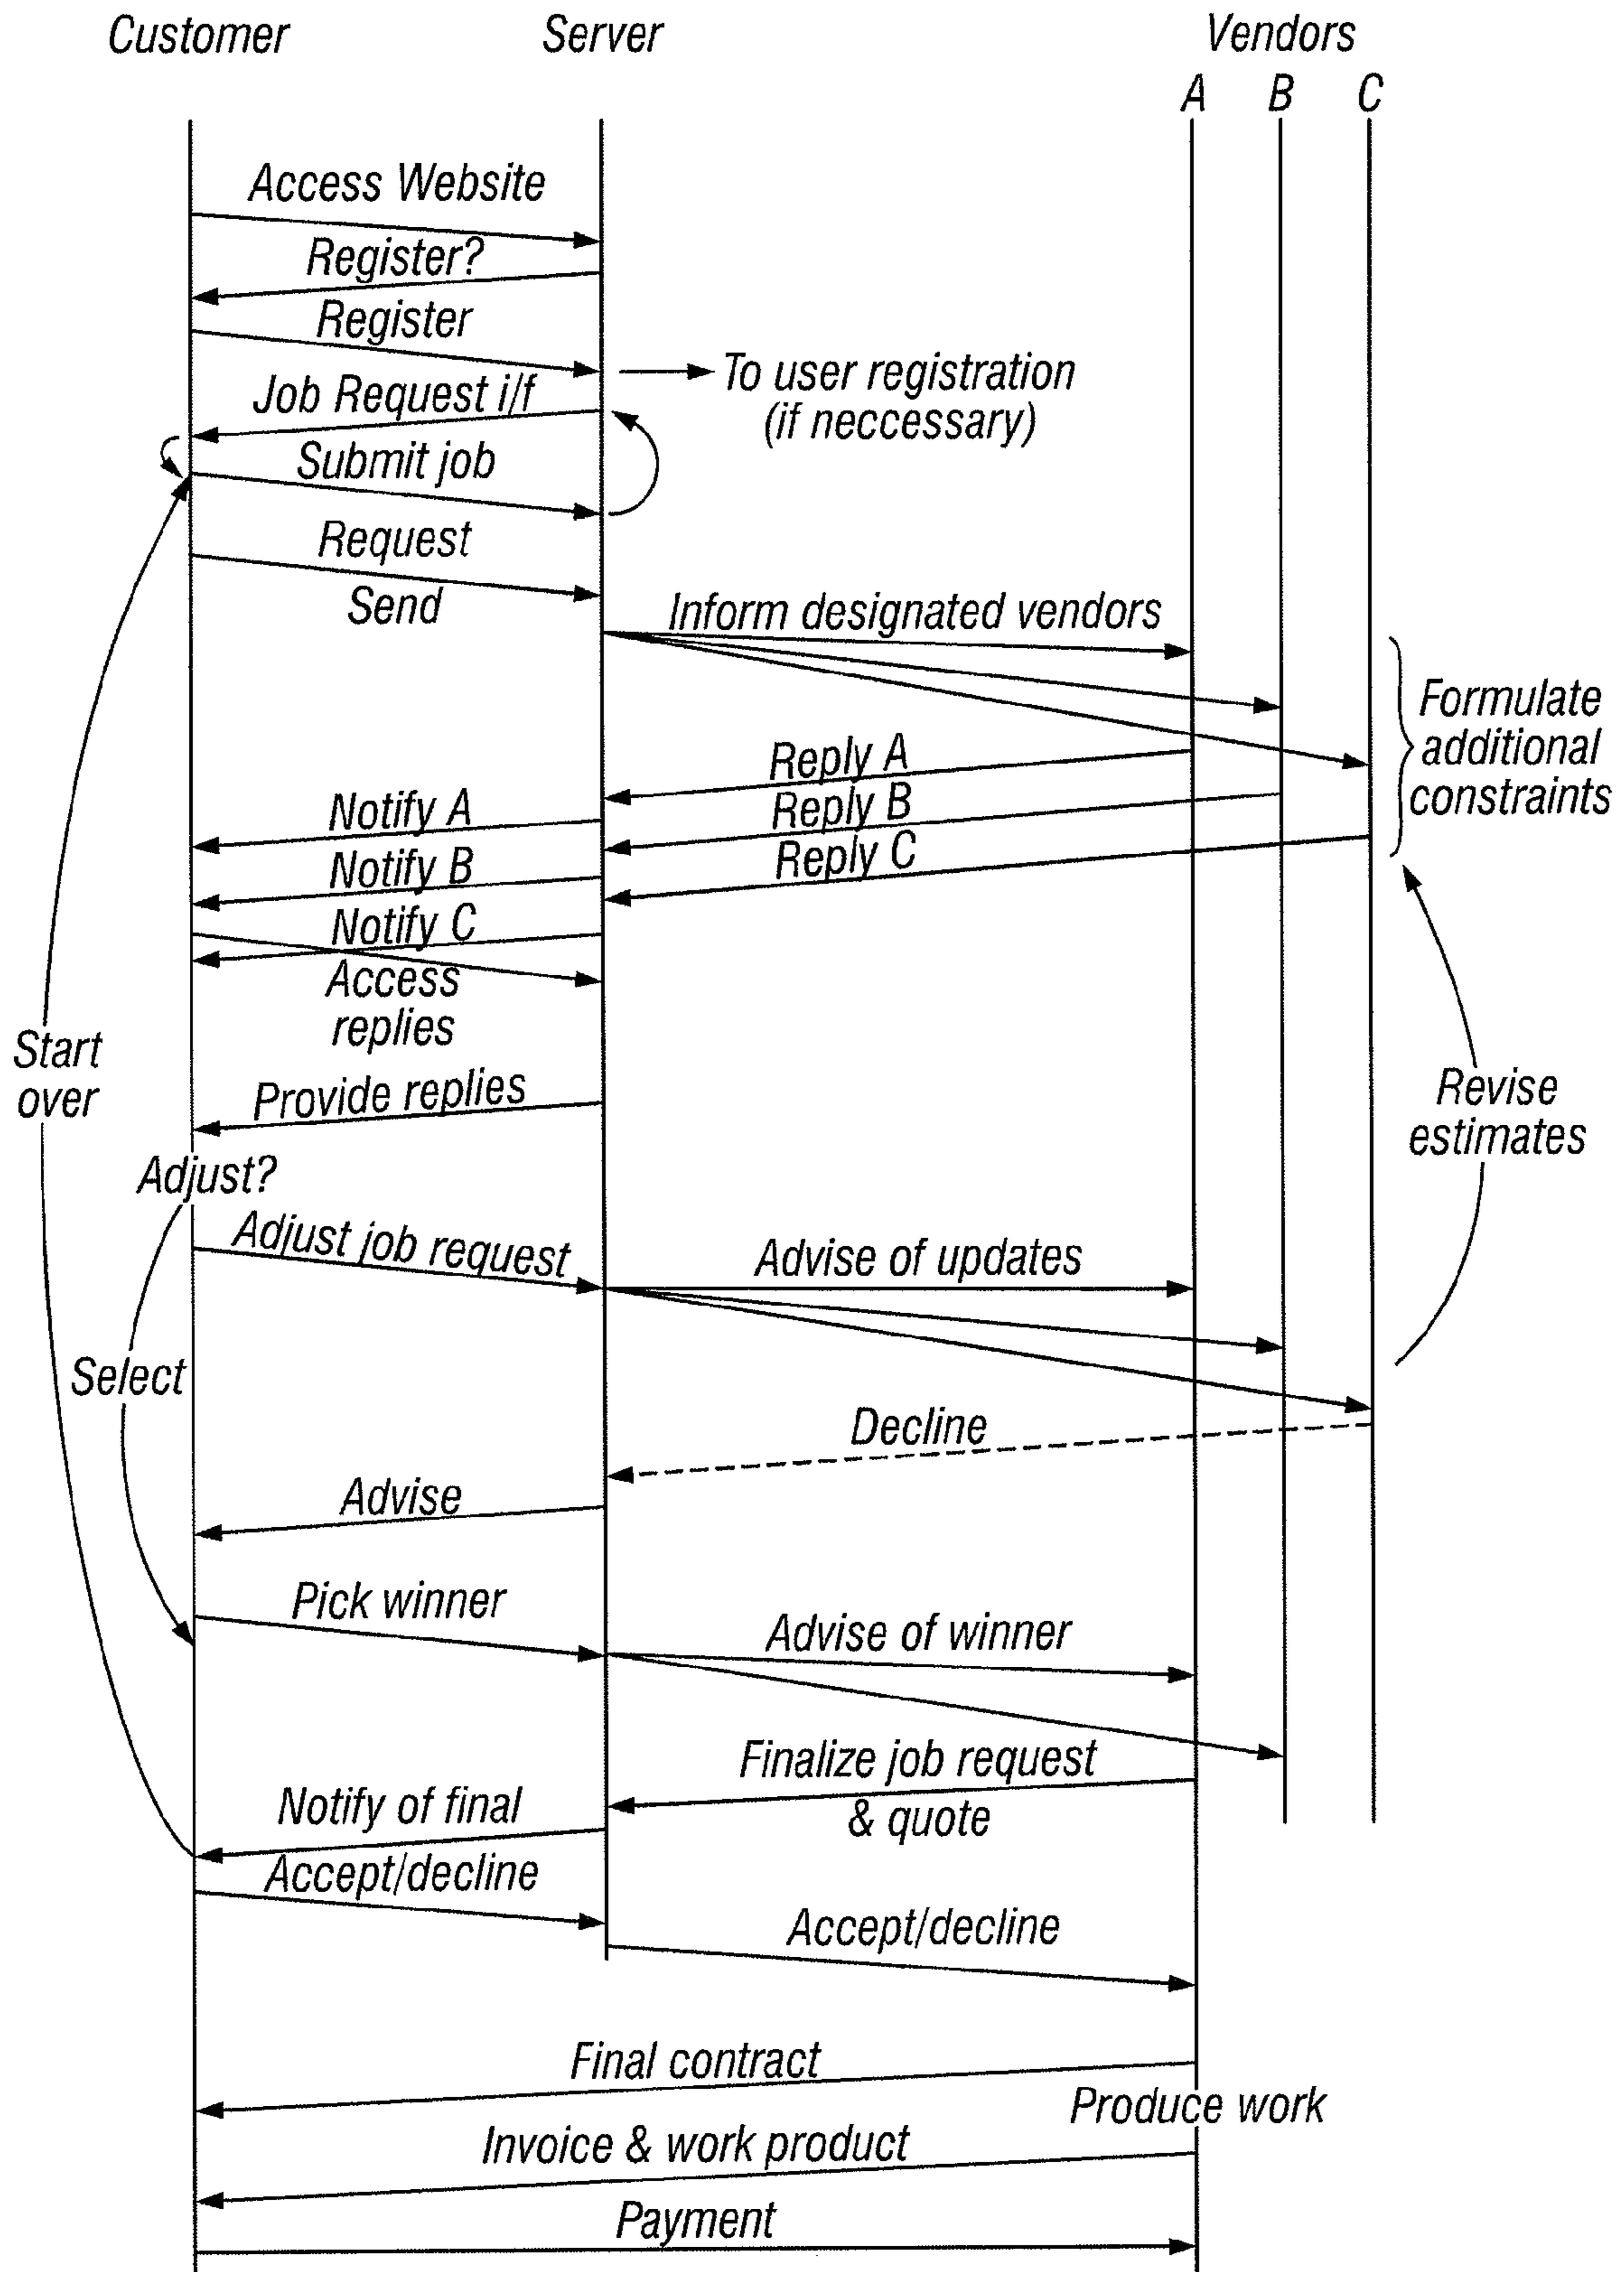 Customer
Server
Vendors
A
B
C
Access Website
Register?
Register
To user registration
(if neccessary)
Job Request i/f
Submit job
Request
Send
Inform designated vendors
Formulate
additional
constraints
Reply A
Notify A
Reply B
Notify B
Reply C
Notify C
Access
replies
Start
over
Provide replies
Revise
estimates
Adjust?
Adjust job request
Advise of updates
Select
Decline
Advise
Pick winner
Advise of winner
Finalize job request
& quote
Notify of final
Accept/decline
Accept/decline
Final contract
Produce work
Invoice & work product
Payment